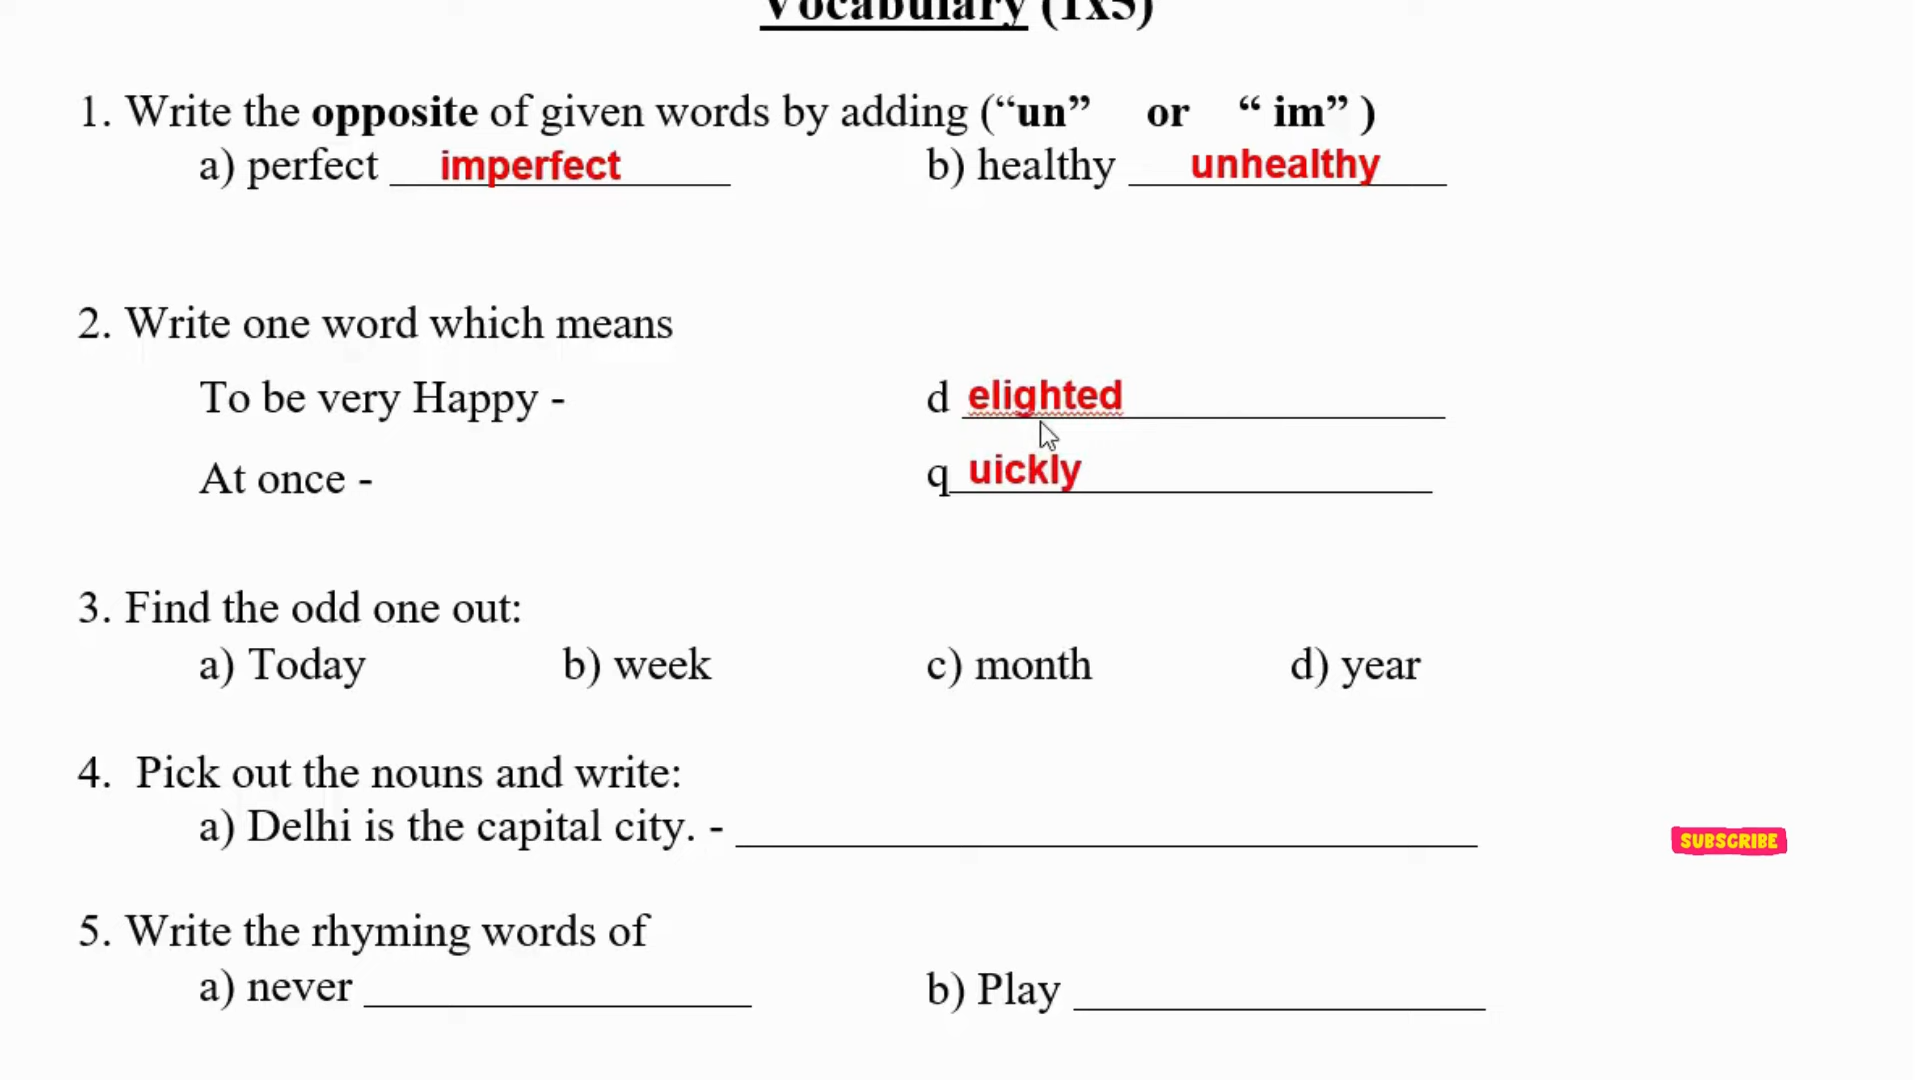 Vocabulary (1x5)
1. Write the opposite of given words by adding (“un” or “ im” )
a) perfect imperfect b) healthy unhealthy
2. Write one word which means
To be very Happy - d elighted
At once - q uickly
3. Find the odd one out:
a) Today b) week c) month d) year
4. Pick out the nouns and write:
a) Delhi is the capital city. - 
SUBSCRIBE
5. Write the rhyming words of
a) never b) Play